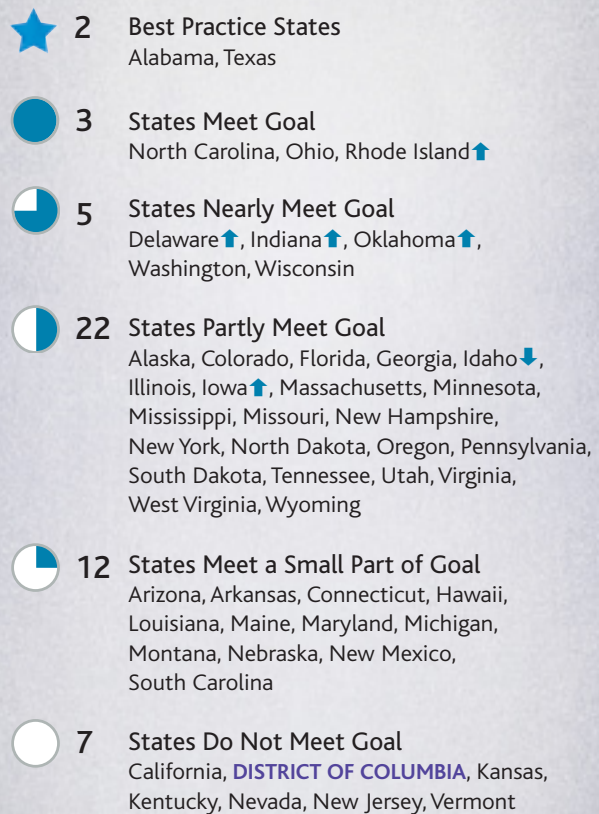 2 Best Practice States
Alabama, Texas
3 States Meet Goal
North Carolina, Ohio, Rhode Island⬆
5 States Nearly Meet Goal
Delaware⬆, Indiana⬆, Oklahoma⬆,
Washington, Wisconsin
22 States Partly Meet Goal
Alaska, Colorado, Florida, Georgia, Idaho⬇,
Illinois, Iowa⬆, Massachusetts, Minnesota,
Mississippi, Missouri, New Hampshire,
New York, North Dakota, Oregon, Pennsylvania,
South Dakota, Tennessee, Utah, Virginia,
West Virginia, Wyoming
12 States Meet a Small Part of Goal
Arizona, Arkansas, Connecticut, Hawaii,
Louisiana, Maine, Maryland, Michigan,
Montana, Nebraska, New Mexico,
South Carolina
7 States Do Not Meet Goal
California, DISTRICT OF COLUMBIA, Kansas,
Kentucky, Nevada, New Jersey, Vermont